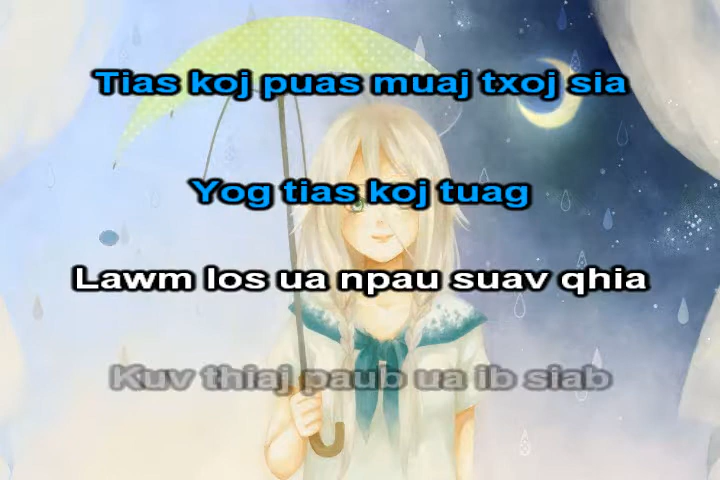 Tias koj puas muaj txoj sia
Yog tias koj tuag
Lawm los ua npau suav qhia
Kuv thiaj paub ua ib siab